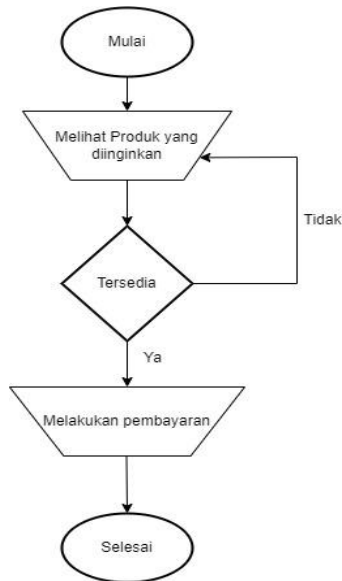 Mulai
Melihat Produk yang
diinginkan
Tidak
Tersedia
Ya
Melakukan pembayaran
Selesai